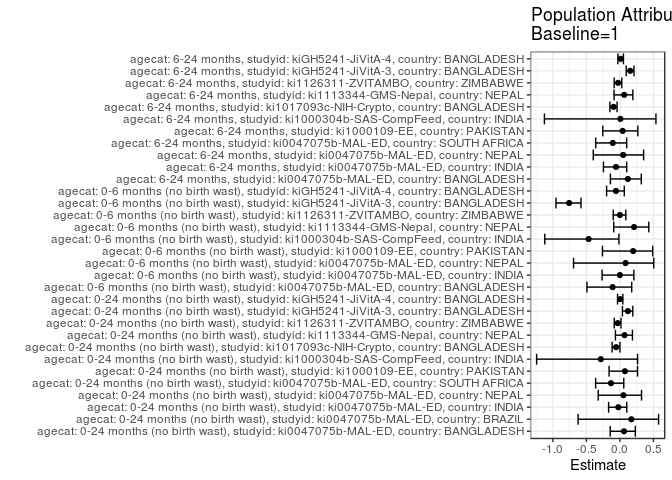 Population Attribu
Baseline=1
agecat: 6-24 months, studyid: kiGH5241-JiVitA-4, country: BANGLADESH
agecat: 6-24 months, studyid: kiGH5241-JiVitA-3, country: BANGLADESH
agecat: 6-24 months, studyid: ki1126311-ZVITAMBO, country: ZIMBABWE
agecat: 6-24 months, studyid: ki1113344-GMS-Nepal, country: NEPAL
agecat: 6-24 months, studyid: ki1017093c-NIH-Crypto, country: BANGLADESH
agecat: 6-24 months, studyid: ki1000304b-SAS-CompFeed, country: INDIA
agecat: 6-24 months, studyid: ki1000109-EE, country: PAKISTAN
agecat: 6-24 months, studyid: ki0047075b-MAL-ED, country: SOUTH AFRICA
agecat: 6-24 months, studyid: ki0047075b-MAL-ED, country: NEPAL
agecat: 6-24 months, studyid: ki0047075b-MAL-ED, country: INDIA
agecat: 6-24 months, studyid: ki0047075b-MAL-ED, country: BANGLADESH
agecat: 0-6 months (no birth wast), studyid: kiGH5241-JiVitA-4, country: BANGLADESH
agecat: 0-6 months (no birth wast), studyid: kiGH5241-JiVitA-3, country: BANGLADESH
agecat: 0-6 months (no birth wast), studyid: ki1126311-ZVITAMBO, country: ZIMBABWE
agecat: 0-6 months (no birth wast), studyid: ki1113344-GMS-Nepal, country: NEPAL
agecat: 0-6 months (no birth wast), studyid: ki1000304b-SAS-CompFeed, country: INDIA
agecat: 0-6 months (no birth wast), studyid: ki1000109-EE, country: PAKISTAN
agecat: 0-6 months (no birth wast), studyid: ki0047075b-MAL-ED, country: NEPAL
agecat: 0-6 months (no birth wast), studyid: ki0047075b-MAL-ED, country: INDIA
agecat: 0-6 months (no birth wast), studyid: ki0047075b-MAL-ED, country: BANGLADESH
agecat: 0-24 months (no birth wast), studyid: kiGH5241-JiVitA-4, country: BANGLADESH
agecat: 0-24 months (no birth wast), studyid: kiGH5241-JiVitA-3, country: BANGLADESH
agecat: 0-24 months (no birth wast), studyid: ki1126311-ZVITAMBO, country: ZIMBABWE
agecat: 0-24 months (no birth wast), studyid: ki1113344-GMS-Nepal, country: NEPAL
agecat: 0-24 months (no birth wast), studyid: ki1017093c-NIH-Crypto, country: BANGLADESH
agecat: 0-24 months (no birth wast), studyid: ki1000304b-SAS-CompFeed, country: INDIA
agecat: 0-24 months (no birth wast), studyid: ki1000109-EE, country: PAKISTAN
agecat: 0-24 months (no birth wast), studyid: ki0047075b-MAL-ED, country: SOUTH AFRICA
agecat: 0-24 months (no birth wast), studyid: ki0047075b-MAL-ED, country: NEPAL
agecat: 0-24 months (no birth wast), studyid: ki0047075b-MAL-ED, country: INDIA
agecat: 0-24 months (no birth wast), studyid: ki0047075b-MAL-ED, country: BRAZIL
agecat: 0-24 months (no birth wast), studyid: ki0047075b-MAL-ED, country: BANGLADESH
-1.0 -0.5 0.0 0.5
Estimate